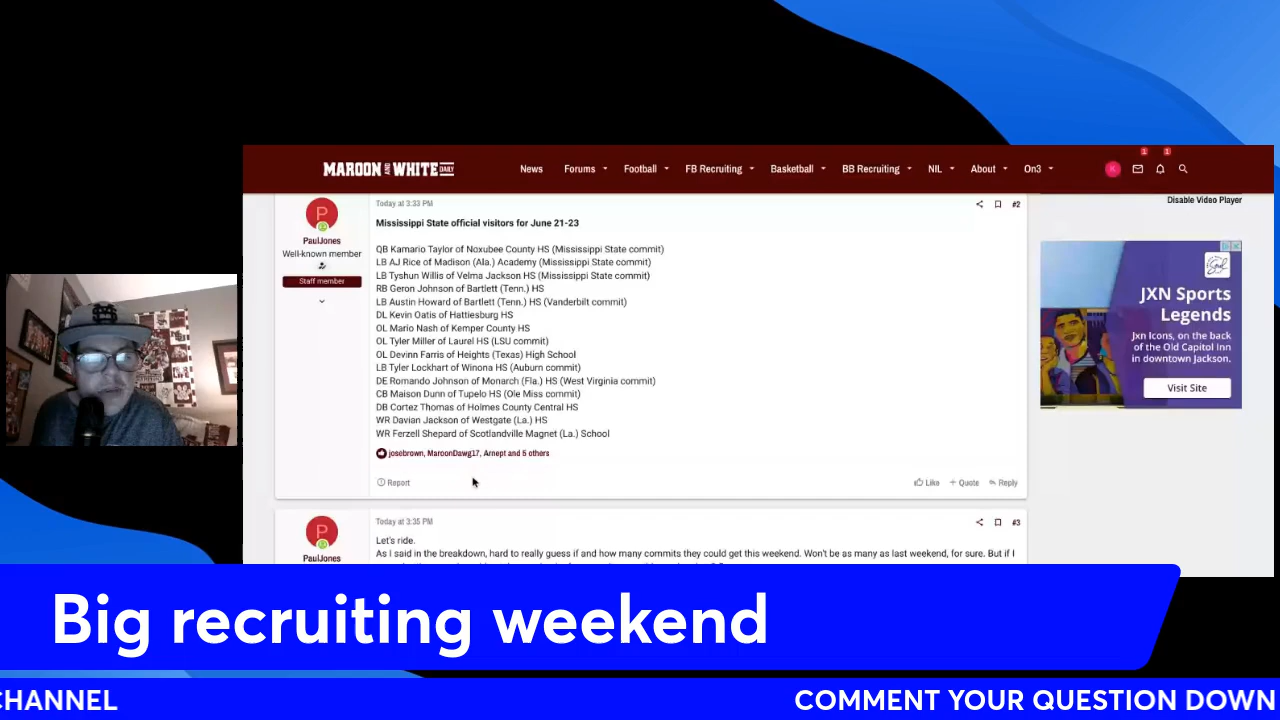 MAROON AND WHITE DAILY
News Forums Football FB Recruiting Basketball BB Recruiting NIL About On3
K 1 1
P
PaulJones
Well-known member
Staff member
Today at 3:33 PM
#2
Mississippi State official visitors for June 21-23
QB Kamario Taylor of Noxubee County HS (Mississippi State commit)
LB AJ Rice of Madison (Ala.) Academy (Mississippi State commit)
LB Tyshun Willis of Velma Jackson HS (Mississippi State commit)
RB Geron Johnson of Bartlett (Tenn.) HS
LB Austin Howard of Bartlett (Tenn.) HS (Vanderbilt commit)
DL Kevin Oatis of Hattiesburg HS
OL Mario Nash of Kemper County HS
OL Tyler Miller of Laurel HS (LSU commit)
OL Devinn Farris of Heights (Texas) High School
LB Tyler Lockhart of Winona HS (Auburn commit)
DE Romando Johnson of Monarch (Fla.) HS (West Virginia commit)
CB Maison Dunn of Tupelo HS (Ole Miss commit)
DB Cortez Thomas of Holmes County Central HS
WR Davian Jackson of Westgate (La.) HS
WR Ferzell Shepard of Scotlandville Magnet (La.) School
josebrown, MaroonDawg17, Arnept and 5 others
Report
Like Quote Reply
Disable Video Player
JXN Sports
Legends
Jxn Icons, on the back
of the Old Capitol Inn
in downtown Jackson.
Visit Site
P
PaulJones
Today at 3:35 PM
#3
Let's ride.
As I said in the breakdown, hard to really guess if and how many commits they could get this weekend. Won't be as many as last weekend, for sure. But if I
Big recruiting weekend
CHANNEL
COMMENT YOUR QUESTION DOWN